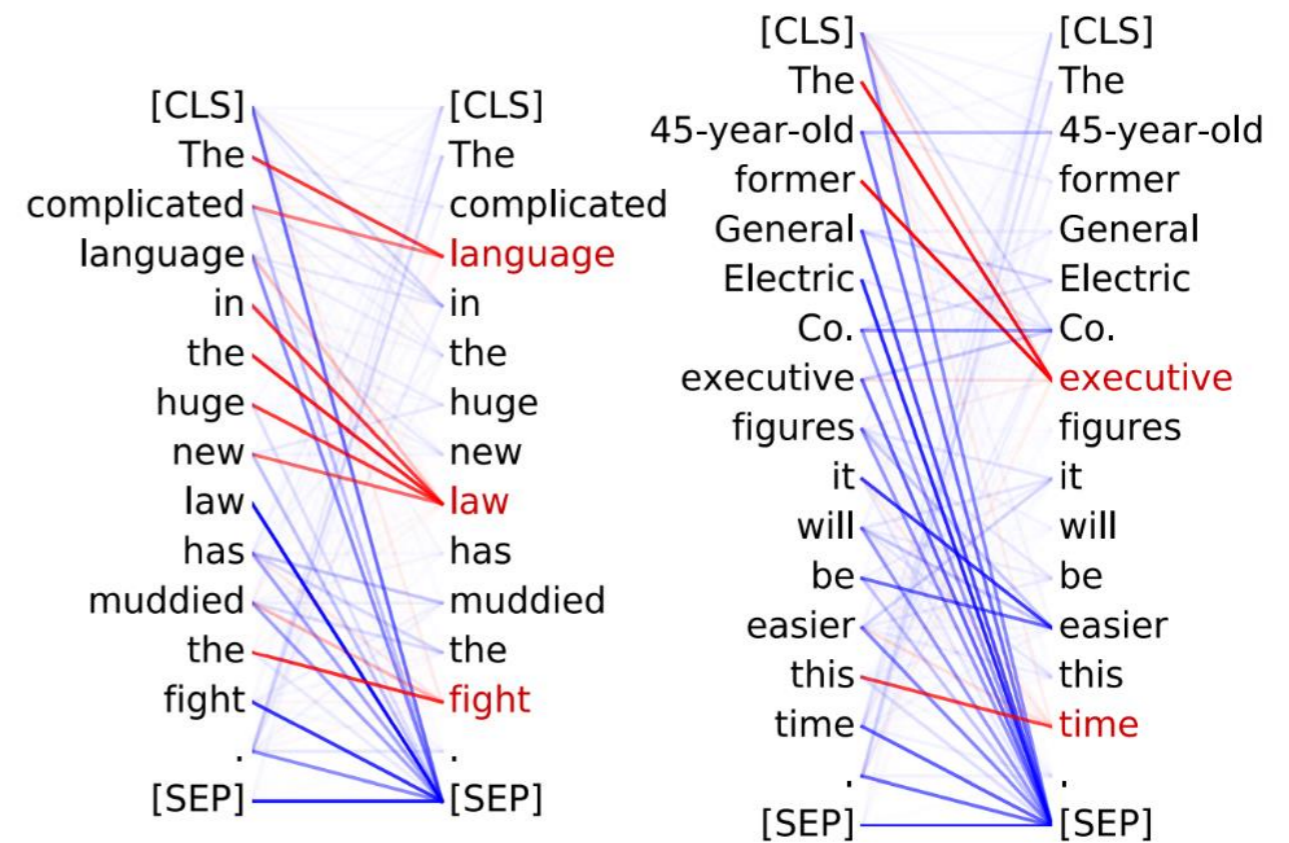 [CLS] [CLS]
The The
complicated complicated
language language
in in
the the
huge huge
new new
law law
has has
muddied muddied
the the
fight fight
. .
[SEP] [SEP]
[CLS] [CLS]
The The
45-year-old 45-year-old
former former
General General
Electric Electric
Co. Co.
executive executive
figures figures
it it
will will
be be
easier easier
this this
time time
. .
[SEP] [SEP]